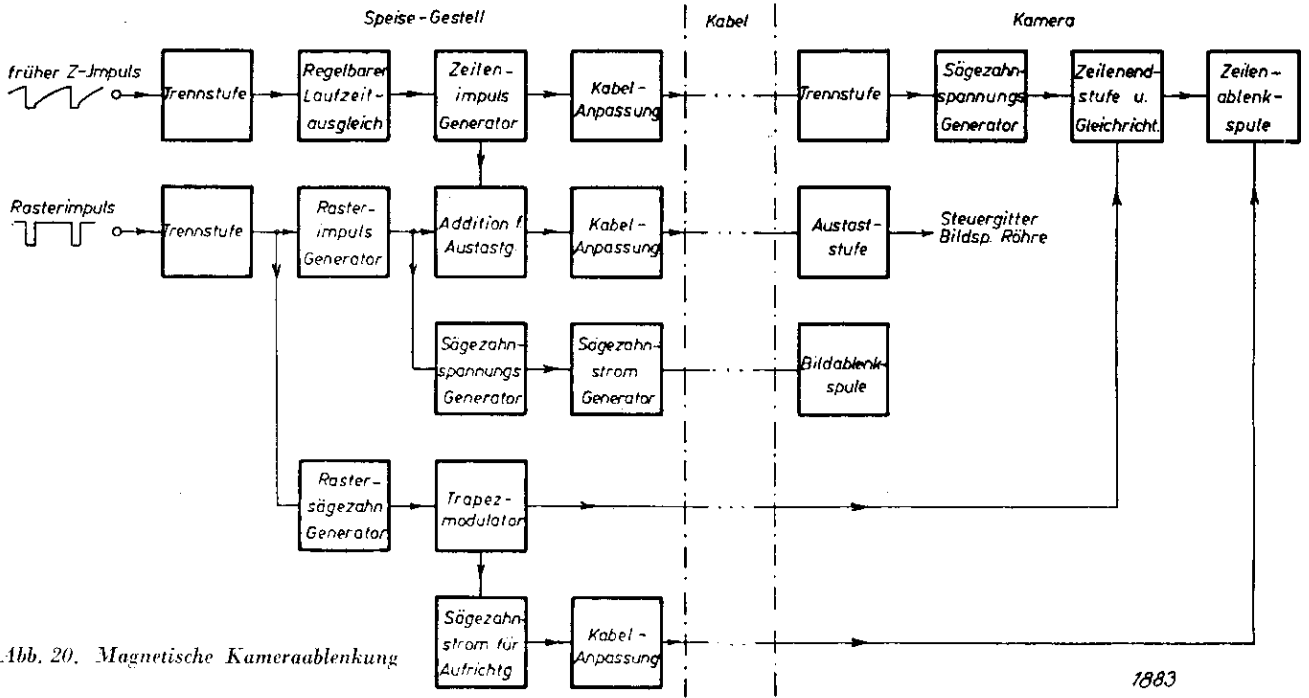 Speise-Gestell
Kabel
Kamera
früher Z-Jmpuls
Trennstufe
Regelbarer
Laufzeit-
ausgleich
Zeilen-
impuls
Generator
Kabel-
Anpassung
Trennstufe
Sägezahn-
spannungs
Generator
Zeilenend-
stufe u.
Gleichricht.
Zeilen-
ablenk-
spule
Rasterimpuls
Trennstufe
Raster-
impuls
Generator
Addition f.
Austastg.
Kabel-
Anpassung
Austast-
stufe
Steuergitter
Bildsp. Röhre
Sägezahn-
spannungs
Generator
Sägezahn-
strom
Generator
Bildablenk-
spule
Raster-
sägezahn
Generator
Trapez-
modulator
Sägezahn-
strom für
Aufrichtg
Kabel-
Anpassung
Abb. 20. Magnetische Kameraablenkung
1883